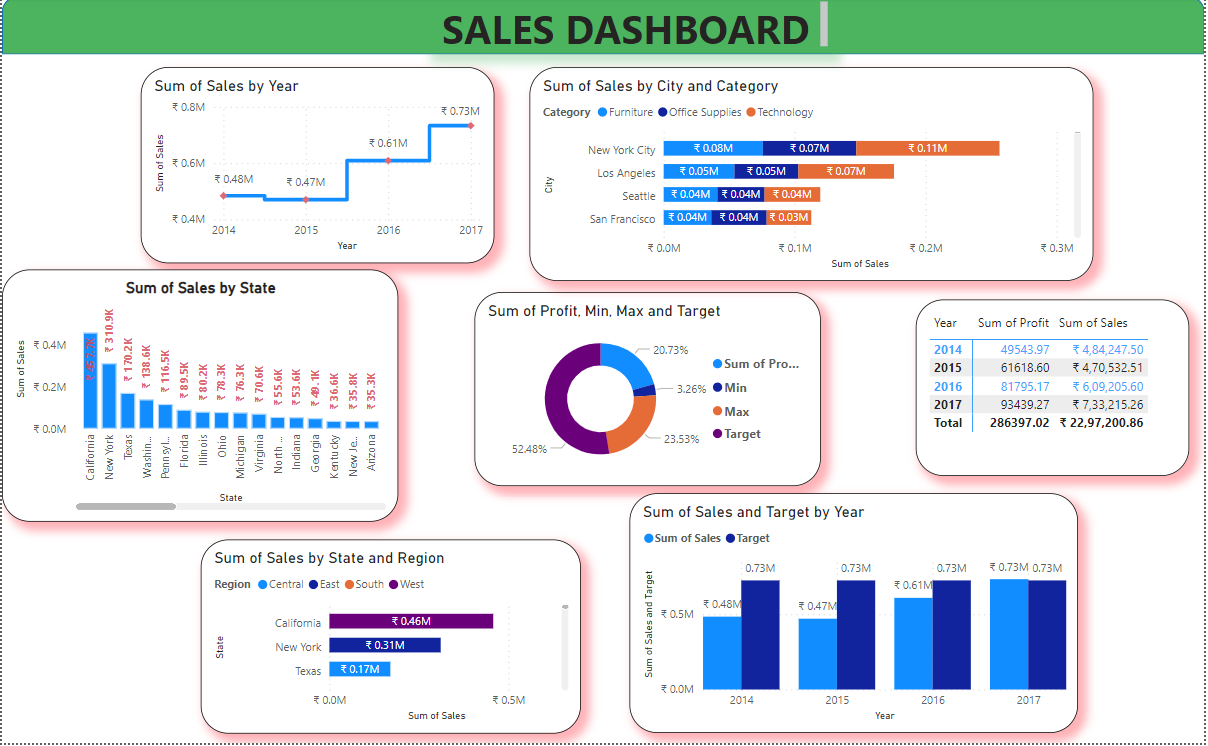 SALES DASHBOARD
Sum of Sales by Year
₹ 0.8M
₹ 0.6M
₹ 0.4M
Sum of Sales
₹ 0.48M
₹ 0.47M
₹ 0.61M
₹ 0.73M
2014 2015 2016 2017
Year
Sum of Sales by City and Category
Category Furniture Office Supplies Technology
City
New York City ₹ 0.08M ₹ 0.07M ₹ 0.11M
Los Angeles ₹ 0.05M ₹ 0.05M ₹ 0.07M
Seattle ₹ 0.04M ₹ 0.04M ₹ 0.04M
San Francisco ₹ 0.04M ₹ 0.04M ₹ 0.03M
₹ 0.0M ₹ 0.1M ₹ 0.2M ₹ 0.3M
Sum of Sales
Sum of Sales by State
Sum of Sales
₹ 0.4M
₹ 0.2M
₹ 0.0M
₹ 310.9K ₹ 170.2K ₹ 138.6K ₹ 116.5K ₹ 89.5K ₹ 80.2K ₹ 78.3K ₹ 76.3K ₹ 70.6K ₹ 55.6K ₹ 53.6K ₹ 49.1K ₹ 36.6K ₹ 35.8K ₹ 35.3K
California New York Texas Washin... Pennsyl... Florida Illinois Ohio Michigan Virginia North ... Indiana Georgia Kentucky New Je... Arizona
State
Sum of Profit, Min, Max and Target
20.73%
3.26%
23.53%
52.48%
Sum of Pro...
Min
Max
Target
Year Sum of Profit Sum of Sales
2014 49543.97 ₹ 4,84,247.50
2015 61618.60 ₹ 4,70,532.51
2016 81795.17 ₹ 6,09,205.60
2017 93439.27 ₹ 7,33,215.26
Total 286397.02 ₹ 22,97,200.86
Sum of Sales by State and Region
Region Central East South West
State
California ₹ 0.46M
New York ₹ 0.31M
Texas ₹ 0.17M
₹ 0.0M ₹ 0.5M
Sum of Sales
Sum of Sales and Target by Year
Sum of Sales Target
Sum of Sales and Target
₹ 0.5M
₹ 0.0M
₹ 0.48M 0.73M ₹ 0.47M 0.73M ₹ 0.61M 0.73M ₹ 0.73M 0.73M
2014 2015 2016 2017
Year